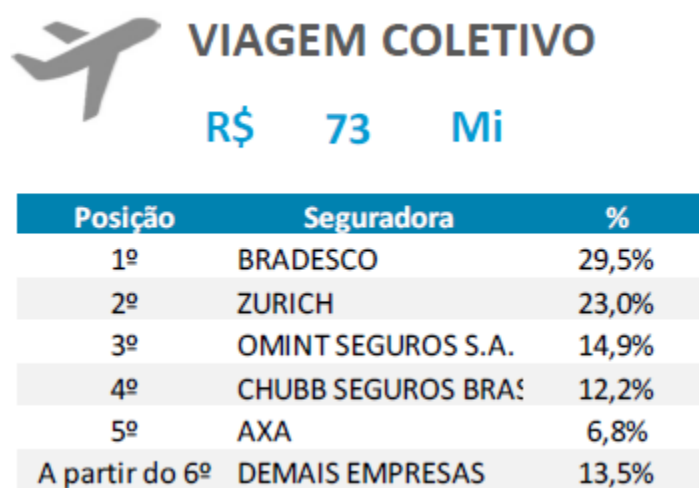 VIAGEM COLETIVO
R$ 73 Mi
Posição Seguradora %
1º BRADESCO 29,5%
2º ZURICH 23,0%
3º OMINT SEGUROS S.A. 14,9%
4º CHUBB SEGUROS BRAS 12,2%
5º AXA 6,8%
A partir do 6º DEMAIS EMPRESAS 13,5%